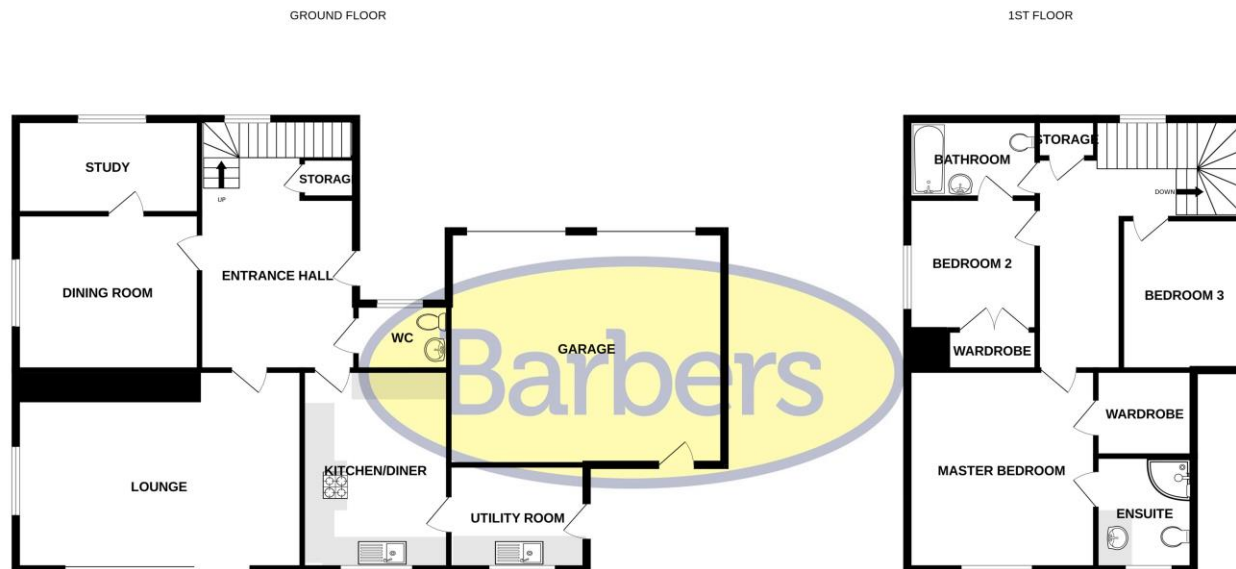 GROUND FLOOR
STUDY
STORAG
UP
ENTRANCE HALL
DINING ROOM
WC
GARAGE
Barbers
KITCHEN/DINER
LOUNGE
UTILITY ROOM
1ST FLOOR
BATHROOM
STORAGE
DOWN
BEDROOM 2
BEDROOM 3
WARDROBE
WARDROBE
MASTER BEDROOM
ENSUITE